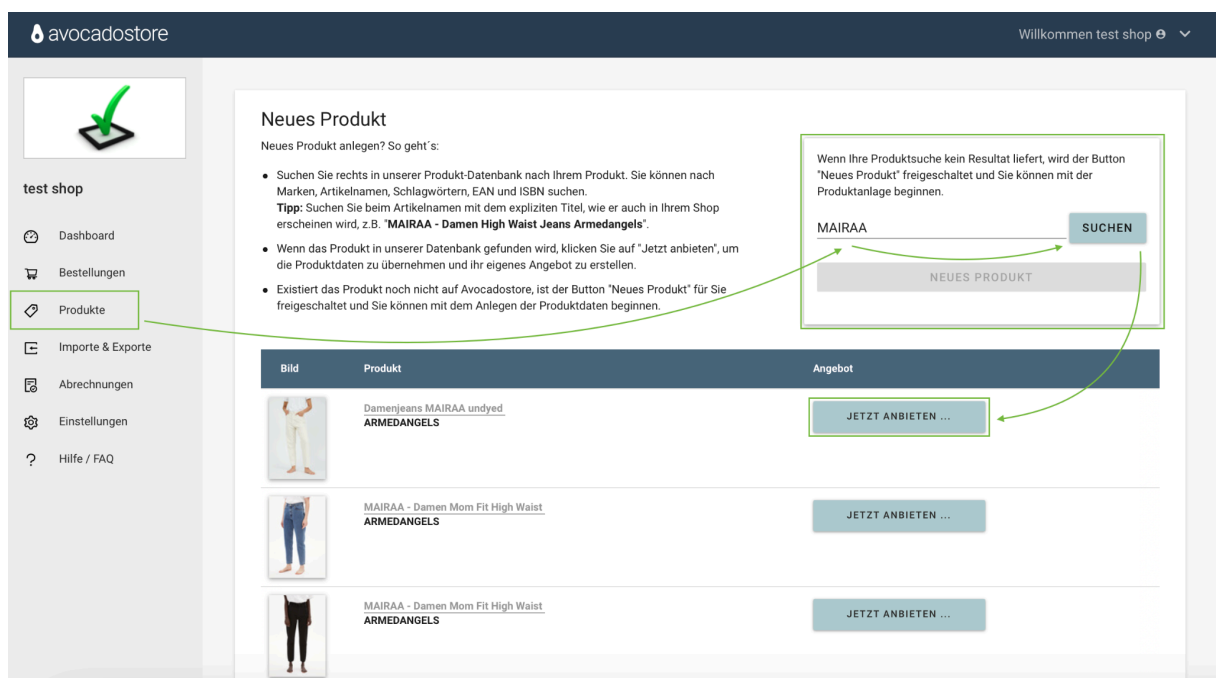 avocadostore
Willkommen test shop
test shop
Dashboard
Bestellungen
Produkte
Importe & Exporte
Abrechnungen
Einstellungen
Hilfe / FAQ
Neues Produkt
Neues Produkt anlegen? So geht´s:
Suchen Sie rechts in unserer Produkt-Datenbank nach Ihrem Produkt. Sie können nach
Marken, Artikelnamen, Schlagwörtern, EAN und ISBN suchen.
Tipp: Suchen Sie beim Artikelnamen mit dem expliziten Titel, wie er auch in Ihrem Shop
erscheinen wird, z.B. "MAIRAA - Damen High Waist Jeans Armedangels".
Wenn das Produkt in unserer Datenbank gefunden wird, klicken Sie auf "Jetzt anbieten", um
die Produktdaten zu übernehmen und ihr eigenes Angebot zu erstellen.
Existiert das Produkt noch nicht auf Avocadostore, ist der Button "Neues Produkt" für Sie
freigeschaltet und Sie können mit dem Anlegen der Produktdaten beginnen.
Wenn Ihre Produktsuche kein Resultat liefert, wird der Button
"Neues Produkt" freigeschaltet und Sie können mit der
Produktanlage beginnen.
MAIRAA
SUCHEN
NEUES PRODUKT
Bild Produkt Angebot
Damenjeans MAIRAA undyed
ARMEDANGELS
JETZT ANBIETEN ...
MAIRAA - Damen Mom Fit High Waist
ARMEDANGELS
JETZT ANBIETEN ...
MAIRAA - Damen Mom Fit High Waist
ARMEDANGELS
JETZT ANBIETEN ...